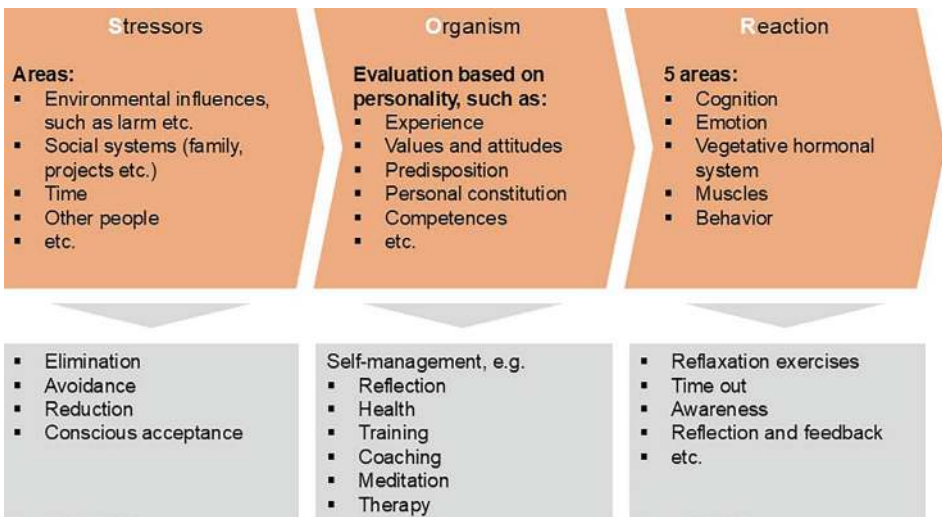 Stressors
Areas:
▪ Environmental influences,
such as larm etc.
▪ Social systems (family,
projects etc.)
▪ Time
▪ Other people
▪ etc.
Organism
Evaluation based on
personality, such as:
▪ Experience
▪ Values and attitudes
▪ Predisposition
▪ Personal constitution
▪ Competences
▪ etc.
Reaction
5 areas:
▪ Cognition
▪ Emotion
▪ Vegetative hormonal
system
▪ Muscles
▪ Behavior
▪ Elimination
▪ Avoidance
▪ Reduction
▪ Conscious acceptance
Self-management, e.g.
▪ Reflection
▪ Health
▪ Training
▪ Coaching
▪ Meditation
▪ Therapy
▪ Reflaxation exercises
▪ Time out
▪ Awareness
▪ Reflection and feedback
▪ etc.